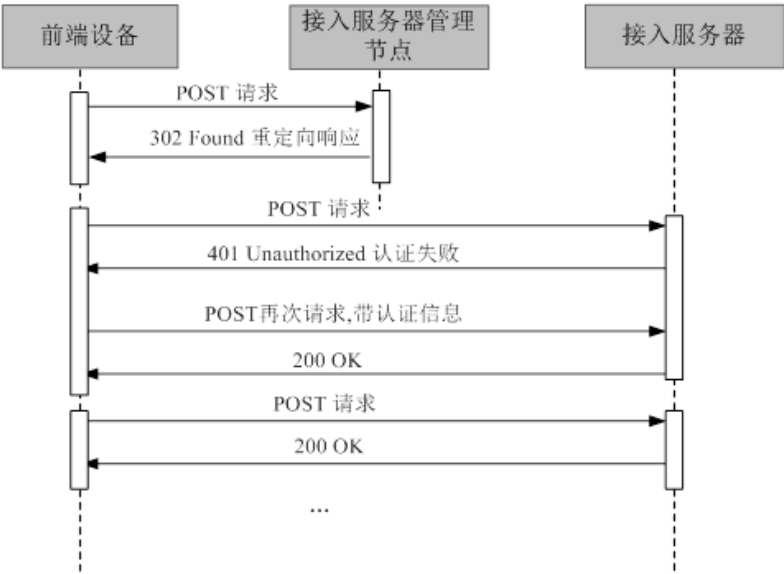 前端设备
接入服务器管理
节点
接入服务器
POST 请求
302 Found 重定向响应
POST 请求
401 Unauthorized 认证失败
POST再次请求,带认证信息
200 OK
POST 请求
200 OK
...